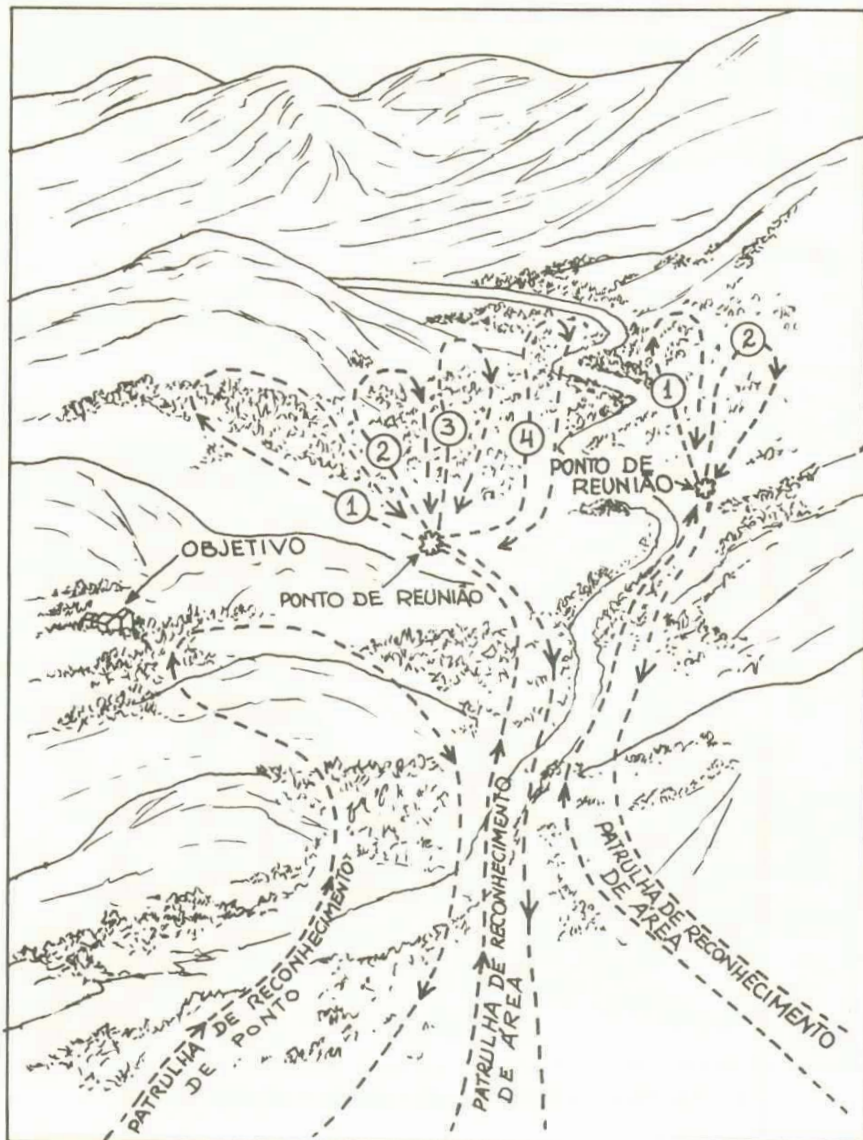 2
1
3
4
2
1
PONTO DE
REUNIÃO
OBJETIVO
PONTO DE REUNIÃO
PATRULHA DE RECONHECIMENTO
DE PONTO
PATRULHA DE RECONHECIMENTO
DE ÁREA
PATRULHA DE RECONHECIMENTO
DE ÁREA